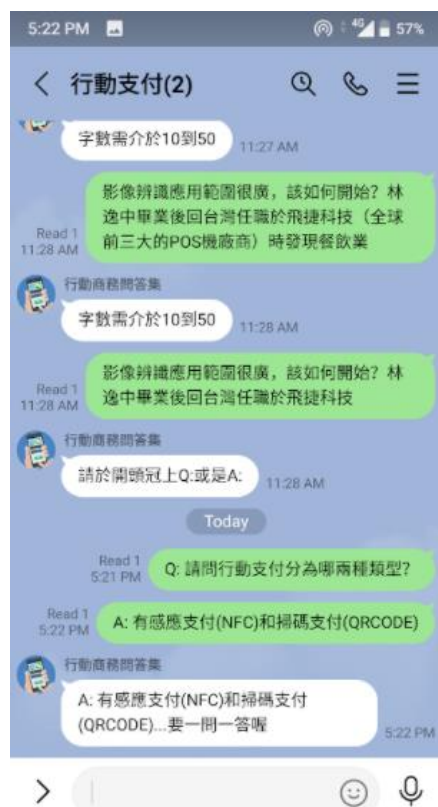 5:22 PM
4G 57%
行動支付(2)
字數需介於10到50
11:27 AM
影像辨識應用範圍很廣，該如何開始？林
逸中畢業後回台灣任職於飛捷科技（全球
前三大的POS機廠商）時發現餐飲業
Read 1
11:28 AM
行動商務問答集
字數需介於10到50
11:28 AM
影像辨識應用範圍很廣，該如何開始？林
逸中畢業後回台灣任職於飛捷科技
Read 1
11:28 AM
行動商務問答集
請於開頭冠上Q:或是A:
11:28 AM
Today
Read 1
5:21 PM
Q: 請問行動支付分為哪兩種類型?
Read 1
5:22 PM
A: 有感應支付(NFC)和掃碼支付(QRCODE)
行動商務問答集
A: 有感應支付(NFC)和掃碼支付
(QRCODE)...要一問一答喔
5:22 PM